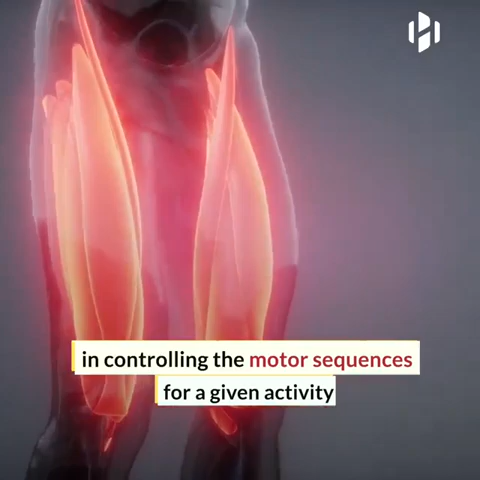 in controlling the motor sequences
for a given activity